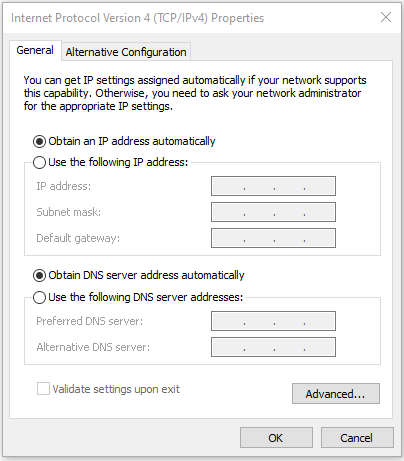 Internet Protocol Version 4 (TCP/IPv4) Properties
General
Alternative Configuration
You can get IP settings assigned automatically if your network supports
this capability. Otherwise, you need to ask your network administrator
for the appropriate IP settings.
Obtain an IP address automatically
Use the following IP address:
IP address:
. . .
Subnet mask:
. . .
Default gateway:
. . .
Obtain DNS server address automatically
Use the following DNS server addresses:
Preferred DNS server:
. . .
Alternative DNS server:
. . .
Validate settings upon exit
Advanced...
OK
Cancel